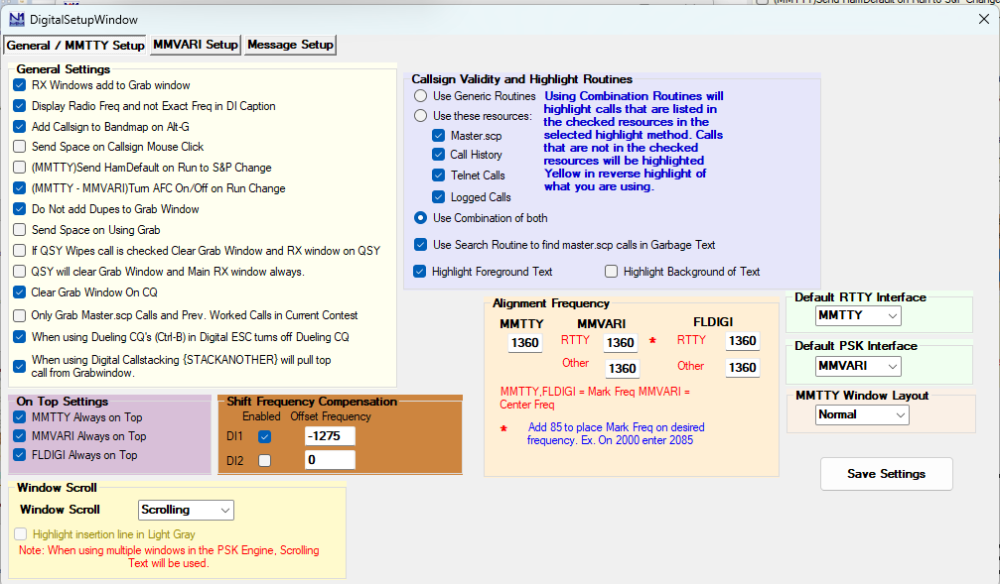 (MMTTY)Send HamDefault on Run to S&P Change
DigitalSetupWindow
General / MMTTY Setup
MMVARI Setup
Message Setup
General Settings
RX Windows add to Grab window
Display Radio Freq and not Exact Freq in DI Caption
Add Callsign to Bandmap on Alt-G
Send Space on Callsign Mouse Click
(MMTTY)Send HamDefault on Run to S&P Change
(MMTTY - MMVARI)Turn AFC On/Off on Run Change
Do Not add Dupes to Grab Window
Send Space on Using Grab
If QSY Wipes call is checked Clear Grab Window and RX window on QSY
QSY will clear Grab Window and Main RX window always.
Clear Grab Window On CQ
Only Grab Master.scp Calls and Prev. Worked Calls in Current Contest
When using Dueling CQ's (Ctrl-B) in Digital ESC turns off Dueling CQ
When using Digital Callstacking {STACKANOTHER} will pull top
call from Grabwindow.
Callsign Validity and Highlight Routines
Use Generic Routines
Use these resources:
Master.scp
Call History
Telnet Calls
Logged Calls
Using Combination Routines will
highlight calls that are listed in
the checked resources in the
selected highlight method. Calls
that are not in the checked
resources will be highlighted
Yellow in reverse highlight of
what you are using.
Use Combination of both
Use Search Routine to find master.scp calls in Garbage Text
Highlight Foreground Text
Highlight Background of Text
Alignment Frequency
MMTTY
MMVARI
FLDIGI
1360
RTTY
1360
*
RTTY
1360
Other
1360
Other
1360
MMTTY,FLDIGI = Mark Freq MMVARI =
Center Freq
*
Add 85 to place Mark Freq on desired
frequency. Ex. On 2000 enter 2085
Default RTTY Interface
MMTTY
Default PSK Interface
MMVARI
MMTTY Window Layout
Normal
Save Settings
On Top Settings
MMTTY Always on Top
MMVARI Always on Top
FLDIGI Always on Top
Shift Frequency Compensation
Enabled
Offset Frequency
DI1
-1275
DI2
0
Window Scroll
Window Scroll
Scrolling
Highlight insertion line in Light Gray
Note: When using multiple windows in the PSK Engine, Scrolling
Text will be used.